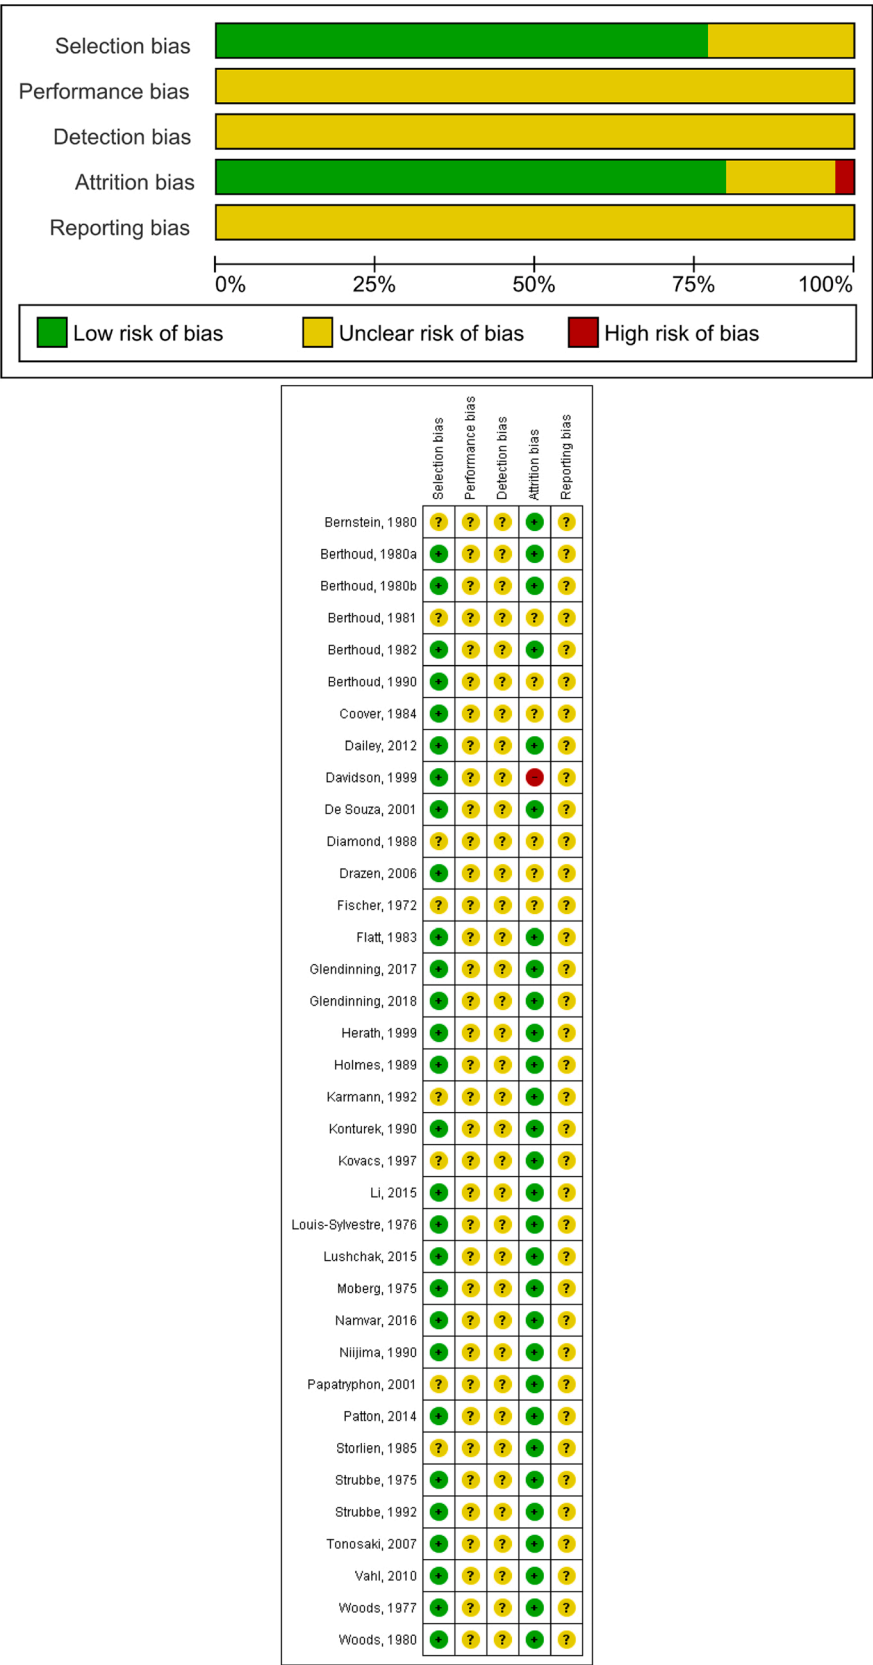 Selection bias
Performance bias
Detection bias
Attrition bias
Reporting bias
0% 25% 50% 75% 100%
Low risk of bias Unclear risk of bias High risk of bias
Selection bias Performance bias Detection bias Attrition bias Reporting bias
Bernstein, 1980 ? ? ? + ?
Berthoud, 1980a + ? ? + ?
Berthoud, 1980b + ? ? + ?
Berthoud, 1981 ? ? ? ? ?
Berthoud, 1982 + ? ? + ?
Berthoud, 1990 + ? ? ? ?
Coover, 1984 + ? ? ? ?
Dailey, 2012 + ? ? + ?
Davidson, 1999 + ? ? - ?
De Souza, 2001 + ? ? + ?
Diamond, 1988 ? ? ? ? ?
Drazen, 2006 + ? ? ? ?
Fischer, 1972 ? ? ? ? ?
Flatt, 1983 + ? ? + ?
Glendinning, 2017 + ? ? + ?
Glendinning, 2018 + ? ? + ?
Herath, 1999 + ? ? + ?
Holmes, 1989 + ? ? + ?
Karmann, 1992 ? ? ? + ?
Konturek, 1990 + ? ? + ?
Kovacs, 1997 ? ? ? + ?
Li, 2015 + ? ? + ?
Louis-Sylvestre, 1976 + ? ? + ?
Lushchak, 2015 + ? ? + ?
Moberg, 1975 + ? ? + ?
Namvar, 2016 + ? ? + ?
Niijima, 1990 + ? ? + ?
Papatryphon, 2001 ? ? ? + ?
Patton, 2014 + ? ? + ?
Storlien, 1985 ? ? ? + ?
Strubbe, 1975 + ? ? + ?
Strubbe, 1992 + ? ? + ?
Tonosaki, 2007 + ? ? + ?
Vahl, 2010 + ? ? + ?
Woods, 1977 + ? ? + ?
Woods, 1980 + ? ? + ?